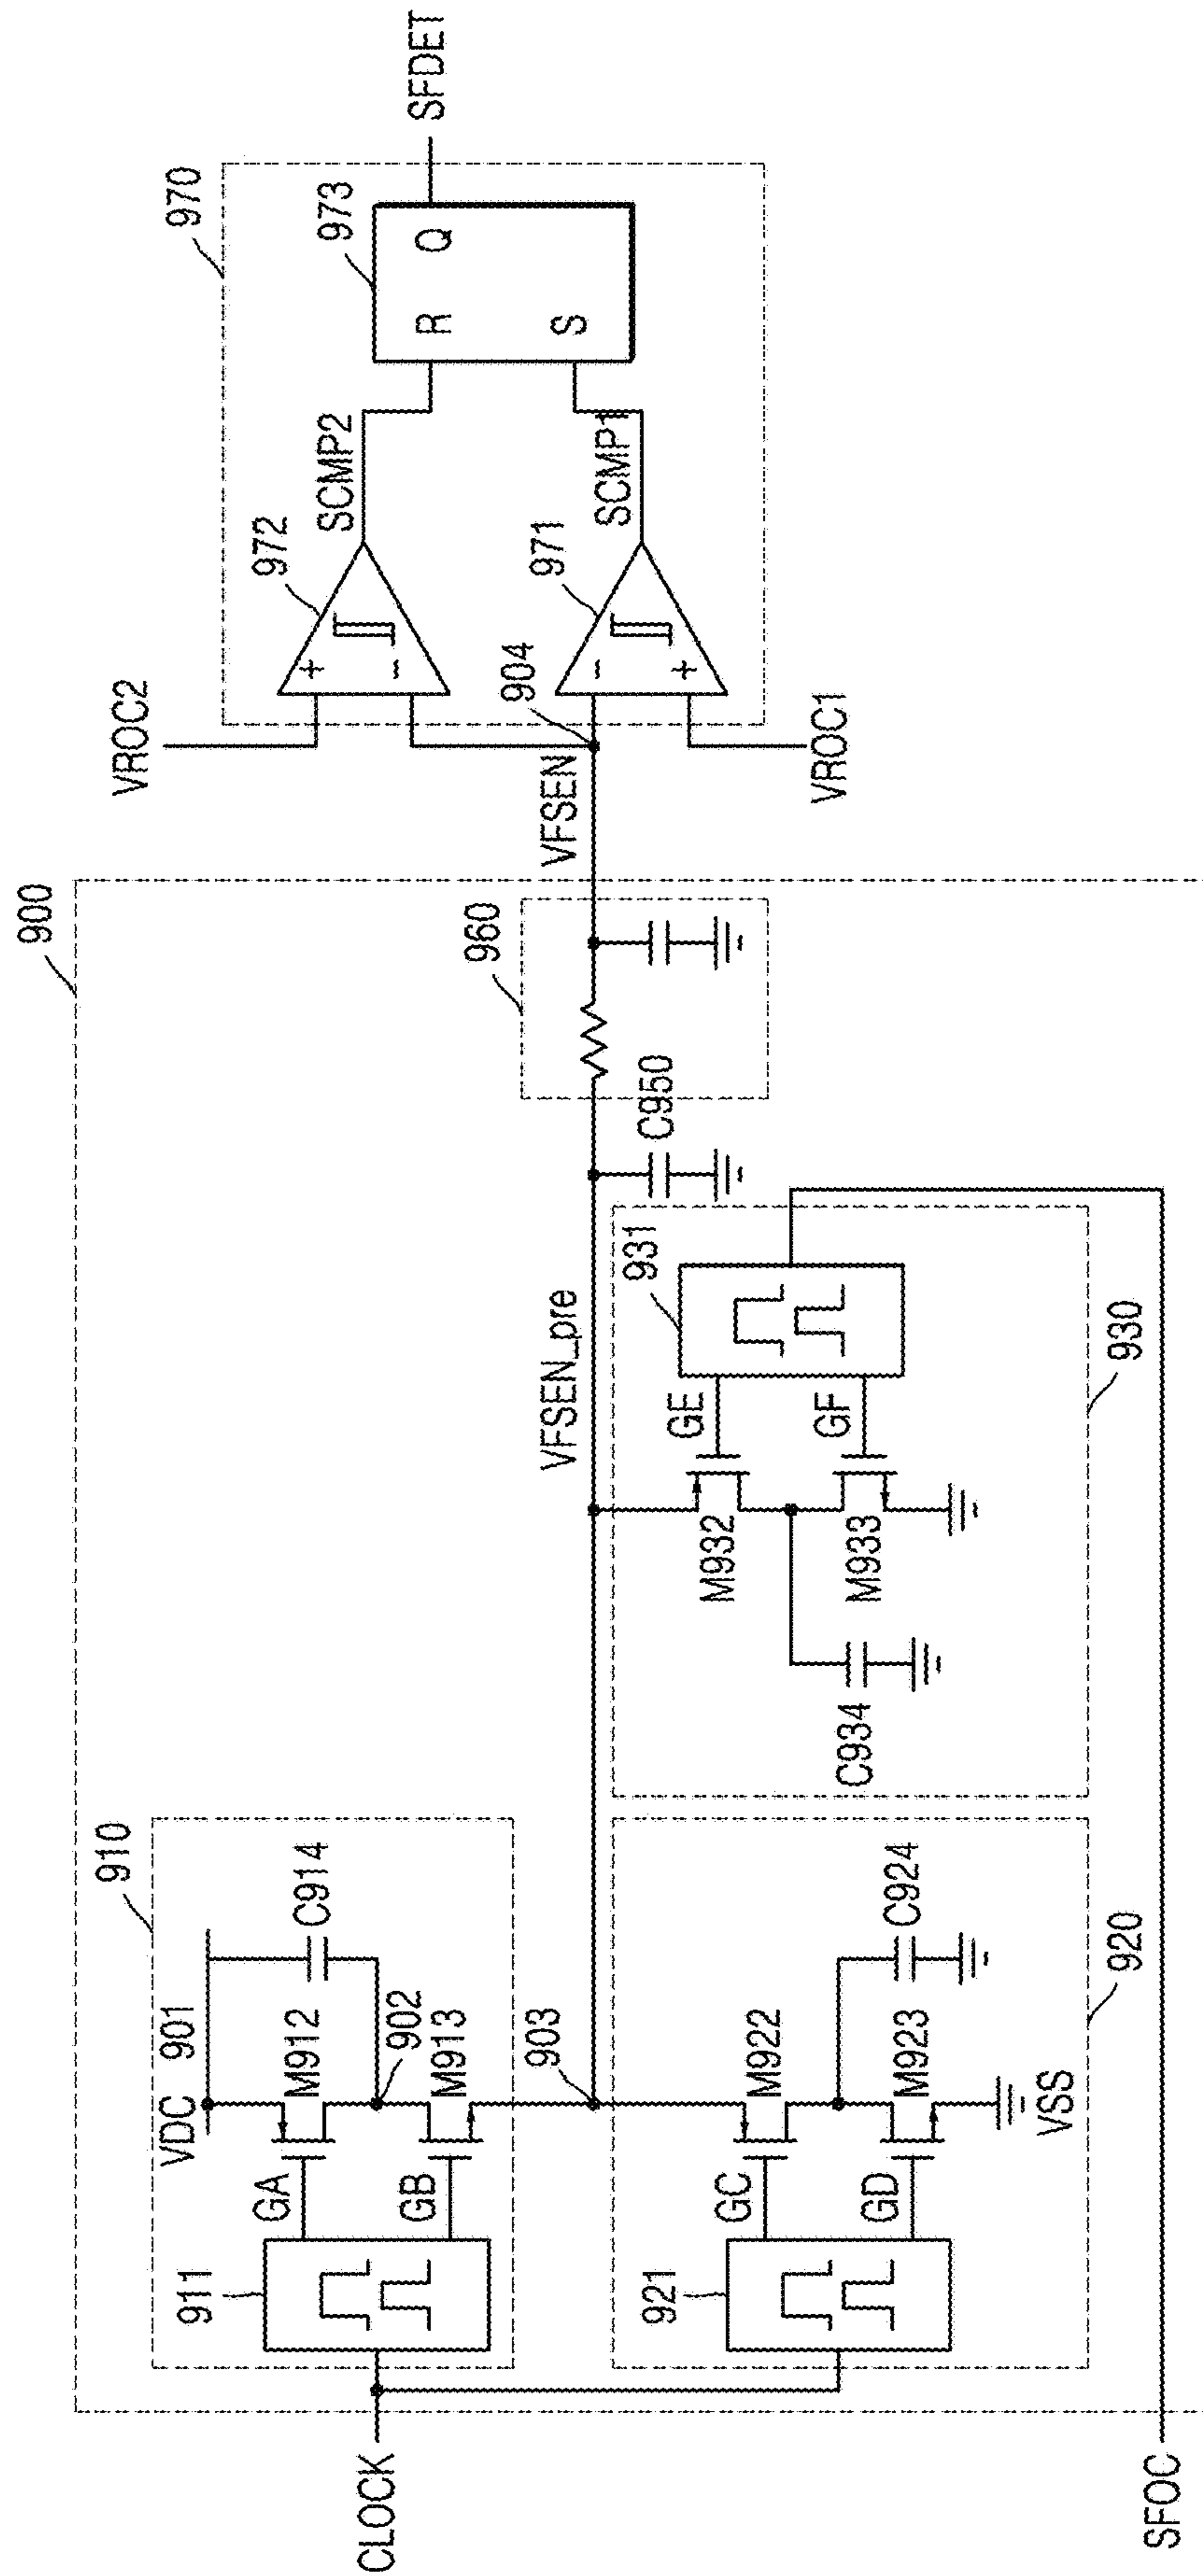 900
910
VDC
901
GA
M912
C914
911
902
GB
M913
CLOCK
903
VFSEN_pre
921
GC
M922
C924
GD
M923
VSS
920
C934
M932
GE
931
M933
GF
930
SFOC
C950
960
VFSEN
904
VROC2
VROC1
972
+
-
971
-
+
SCMP2
SCMP1
970
973
R
Q
S
SFDET